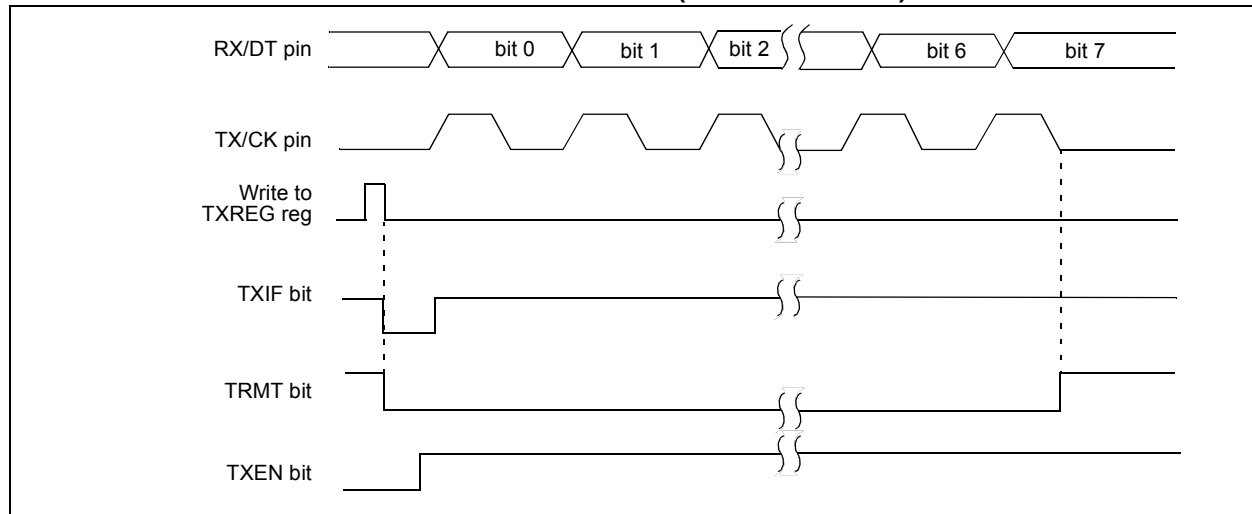 RX/DT pin
bit 0
bit 1
bit 2
bit 6
bit 7
TX/CK pin
Write to
TXREG reg
TXIF bit
TRMT bit
TXEN bit